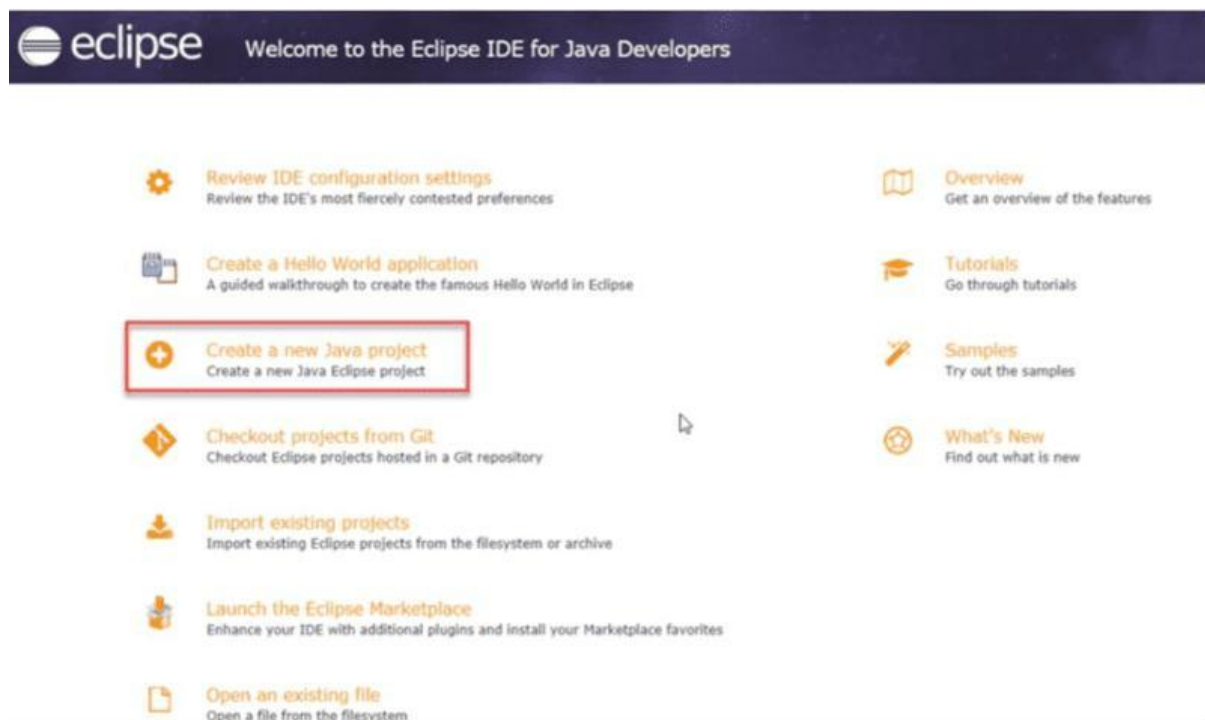 eclipse Welcome to the Eclipse IDE for Java Developers
Review IDE configuration settings
Review the IDE's most fiercely contested preferences
Create a Hello World application
A guided walkthrough to create the famous Hello World in Eclipse
Create a new Java project
Create a new Java Eclipse project
Checkout projects from Git
Checkout Eclipse projects hosted in a Git repository
Import existing projects
Import existing Eclipse projects from the filesystem or archive
Launch the Eclipse Marketplace
Enhance your IDE with additional plugins and install your Marketplace favorites
Open an existing file
Open a file from the filesystem
Overview
Get an overview of the features
Tutorials
Go through tutorials
Samples
Try out the samples
What's New
Find out what is new